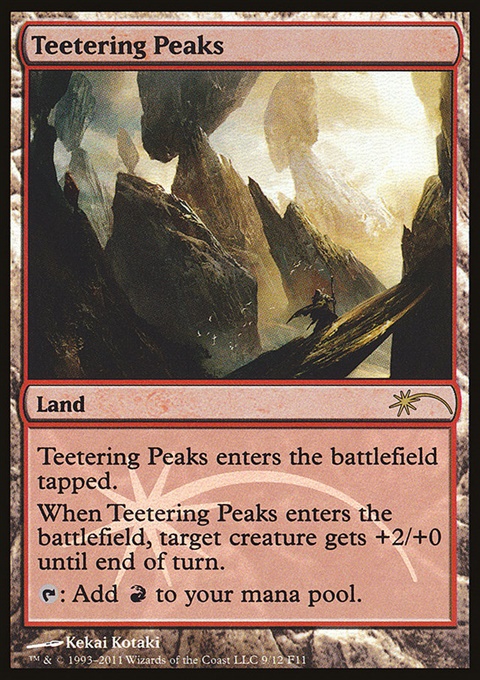 Teetering Peaks
Land
Teetering Peaks enters the battlefield
tapped.
When Teetering Peaks enters the
battlefield, target creature gets +2/+0
until end of turn.
: Add to your mana pool.
Kekai Kotaki
™ & © 1993–2011 Wizards of the Coast LLC 9/12 F11